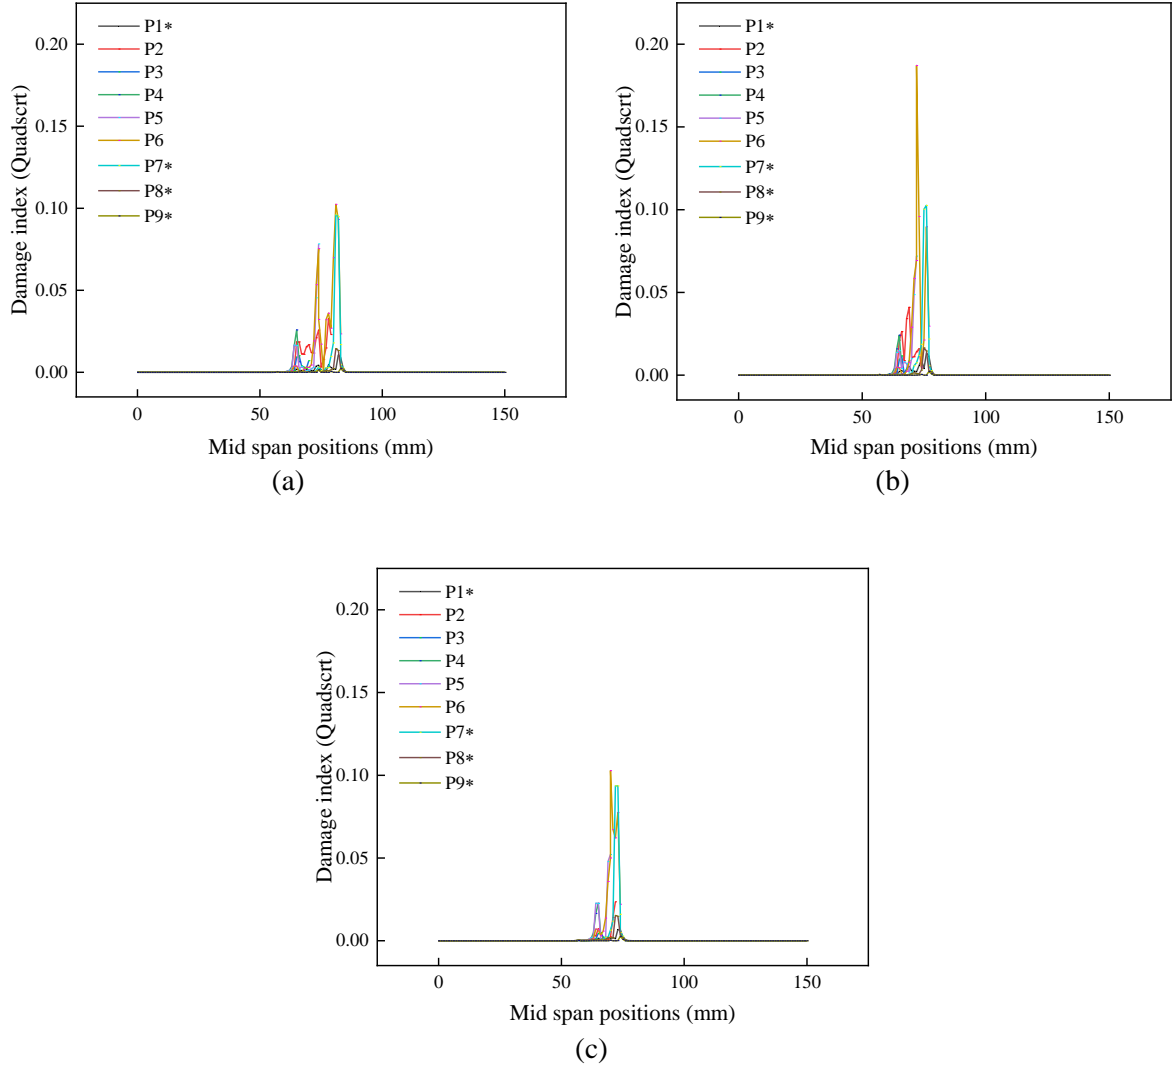 P1*
P2
P3
P4
P5
P6
P7*
P8*
P9*
0.20
0.15
0.10
0.05
0.00
Damage index (Quadscrt)
0 50 100 150
Mid span positions (mm)
(a)
P1*
P2
P3
P4
P5
P6
P7*
P8*
P9*
0.20
0.15
0.10
0.05
0.00
Damage index (Quadscrt)
0 50 100 150
Mid span positions (mm)
(b)
P1*
P2
P3
P4
P5
P6
P7*
P8*
P9*
0.20
0.15
0.10
0.05
0.00
Damage index (Quadscrt)
0 50 100 150
Mid span positions (mm)
(c)